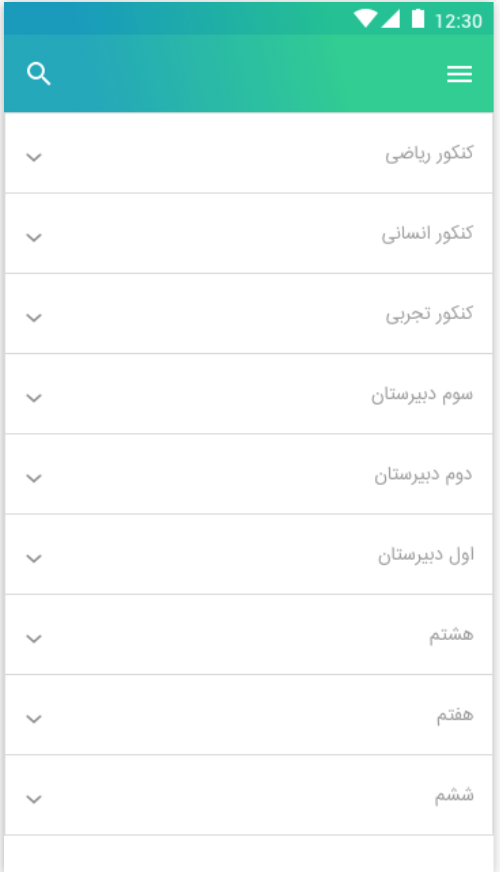 12:30
کنکور ریاضی
کنکور انسانی
کنکور تجربی
سوم دبیرستان
دوم دبیرستان
اول دبیرستان
هشتم
هفتم
ششم